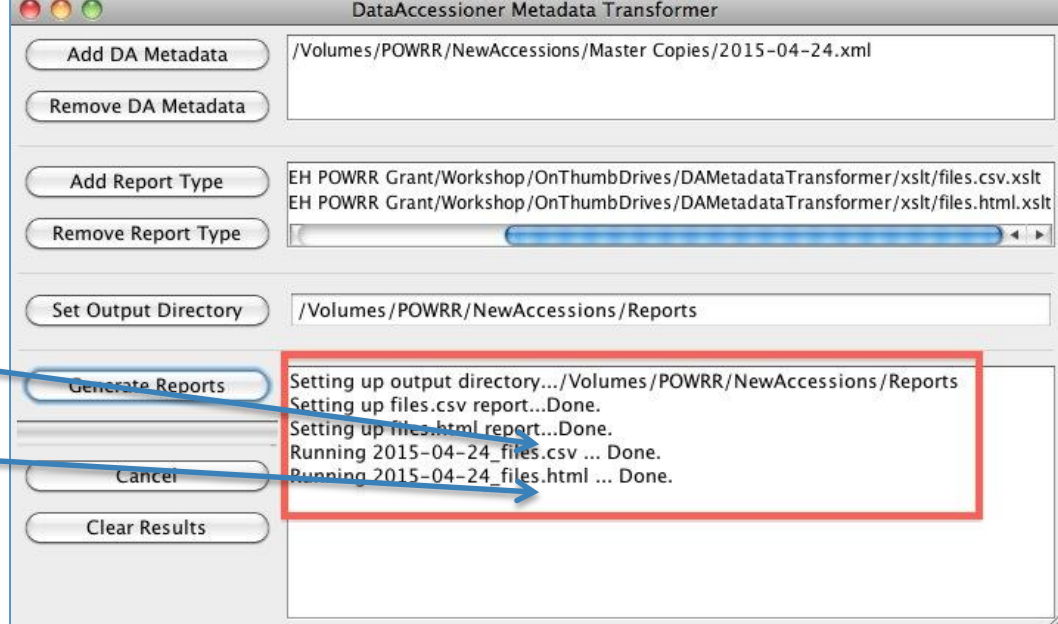 DataAccessioner Metadata Transformer
Add DA Metadata
/Volumes/POWRR/NewAccessions/Master Copies/2015-04-24.xml
Remove DA Metadata
Add Report Type
EH POWRR Grant/Workshop/OnThumbDrives/DAMetadataTransformer/xslt/files.csv.xslt
EH POWRR Grant/Workshop/OnThumbDrives/DAMetadataTransformer/xslt/files.html.xslt
Remove Report Type
Set Output Directory
/Volumes/POWRR/NewAccessions/Reports
Generate Reports
Setting up output directory.../Volumes/POWRR/NewAccessions/Reports
Setting up files.csv report...Done.
Setting up files.html report...Done.
Running 2015-04-24_files.csv ... Done.
Running 2015-04-24_files.html ... Done.
Cancel
Clear Results